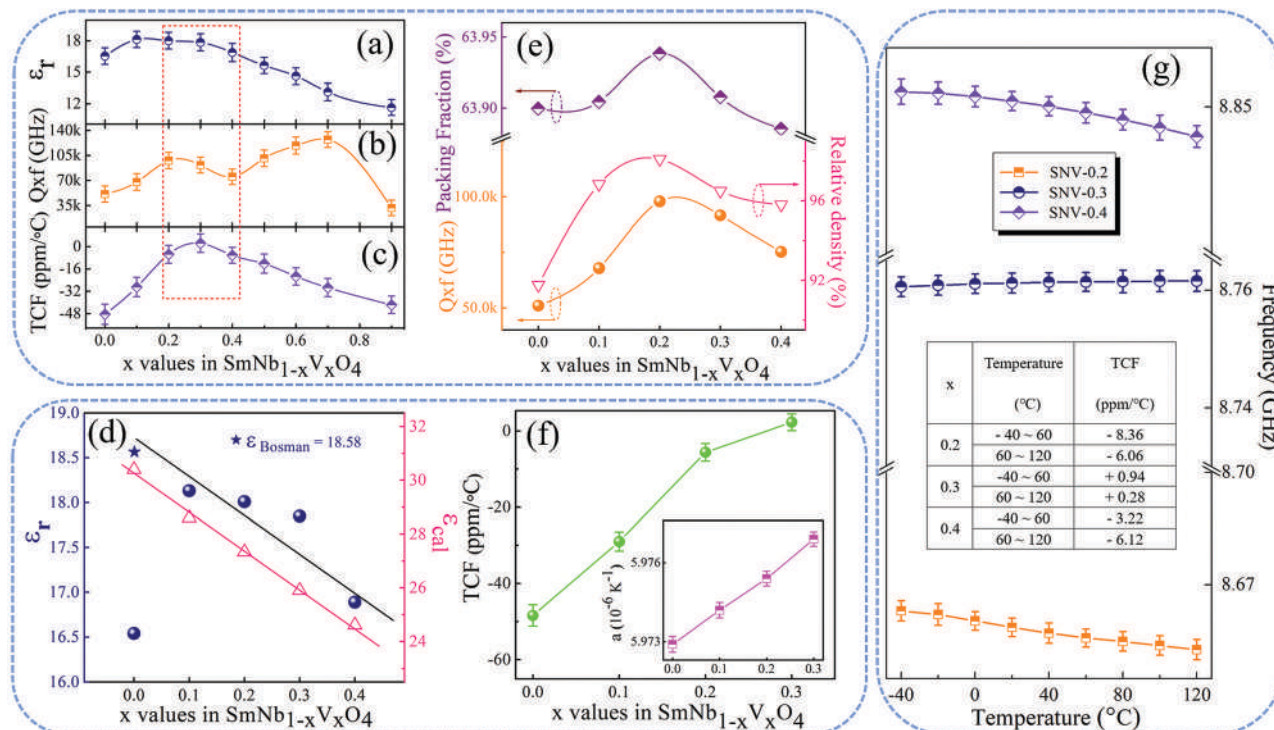 (a)
εr
18
15
12
(b)
Qxf (GHz)
140k
105k
70k
35k
(c)
TCF (ppm/°C)
0
-16
-32
-48
0.0 0.2 0.4 0.6 0.8
x values in SmNb1-xVxO4
(e)
Packing Fraction (%)
63.95
63.90
Qxf (GHz)
100.0k
50.0k
Relative density (%)
96
92
0.0 0.1 0.2 0.3 0.4
x values in SmNb1-xVxO4
(d)
★ εBosman = 18.58
εr
19.0
18.5
18.0
17.5
17.0
16.5
16.0
εcal
32
30
28
26
24
0.0 0.1 0.2 0.3 0.4
x values in SmNb1-xVxO4
(f)
TCF (ppm/°C)
0
-20
-40
-60
a (10-6 K-1)
5.976
5.973
0.0 0.1 0.2 0.3
0.0 0.1 0.2 0.3
x values in SmNb1-xVxO4
(g)
8.85
SNV-0.2
SNV-0.3
SNV-0.4
8.76
8.74
8.70
8.67
Frequency (GHz)
x Temperature (°C) TCF (ppm/°C)
0.2 - 40 ~ 60 - 8.36
60 ~ 120 - 6.06
0.3 -40 ~ 60 + 0.94
60 ~ 120 + 0.28
0.4 -40 ~ 60 - 3.22
60 ~ 120 - 6.12
-40 0 40 80 120
Temperature (°C)